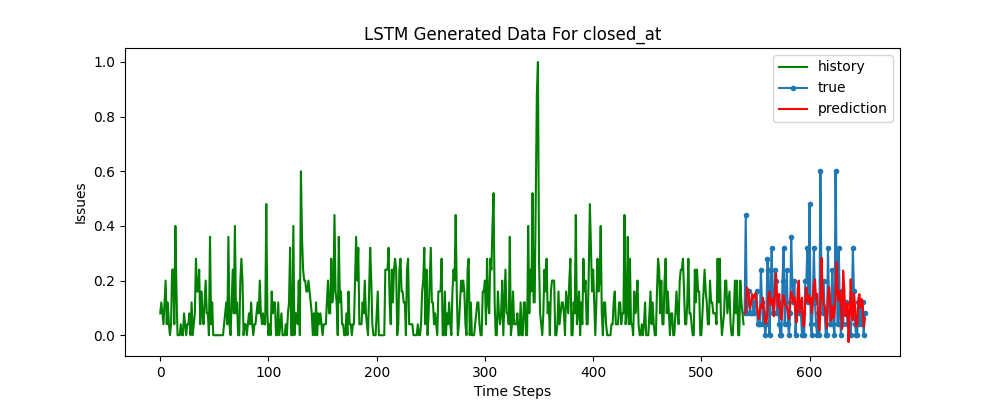 LSTM Generated Data For closed_at
1.0
0.8
0.6
0.4
0.2
0.0
Issues
0 100 200 300 400 500 600
Time Steps
history
true
prediction